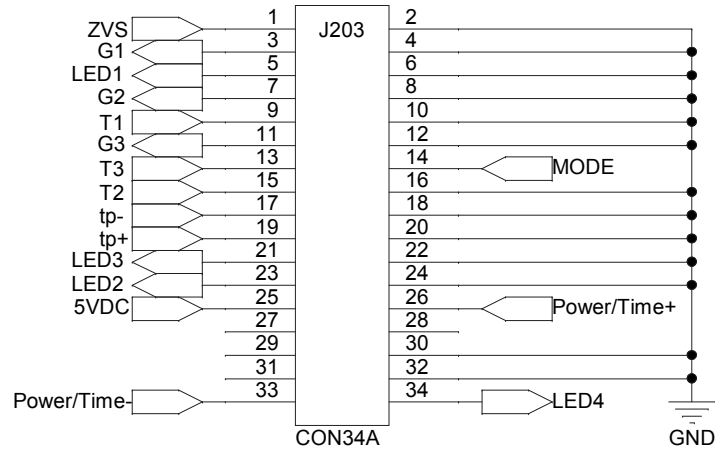 J203
ZVS 1 2
G1 3 4
LED1 5 6
G2 7 8
T1 9 10
G3 11 12
T3 13 14 MODE
T2 15 16
tp- 17 18
tp+ 19 20
LED3 21 22
LED2 23 24
5VDC 25 26 Power/Time+
27 28
29 30
31 32
Power/Time- 33 34 LED4
CON34A GND